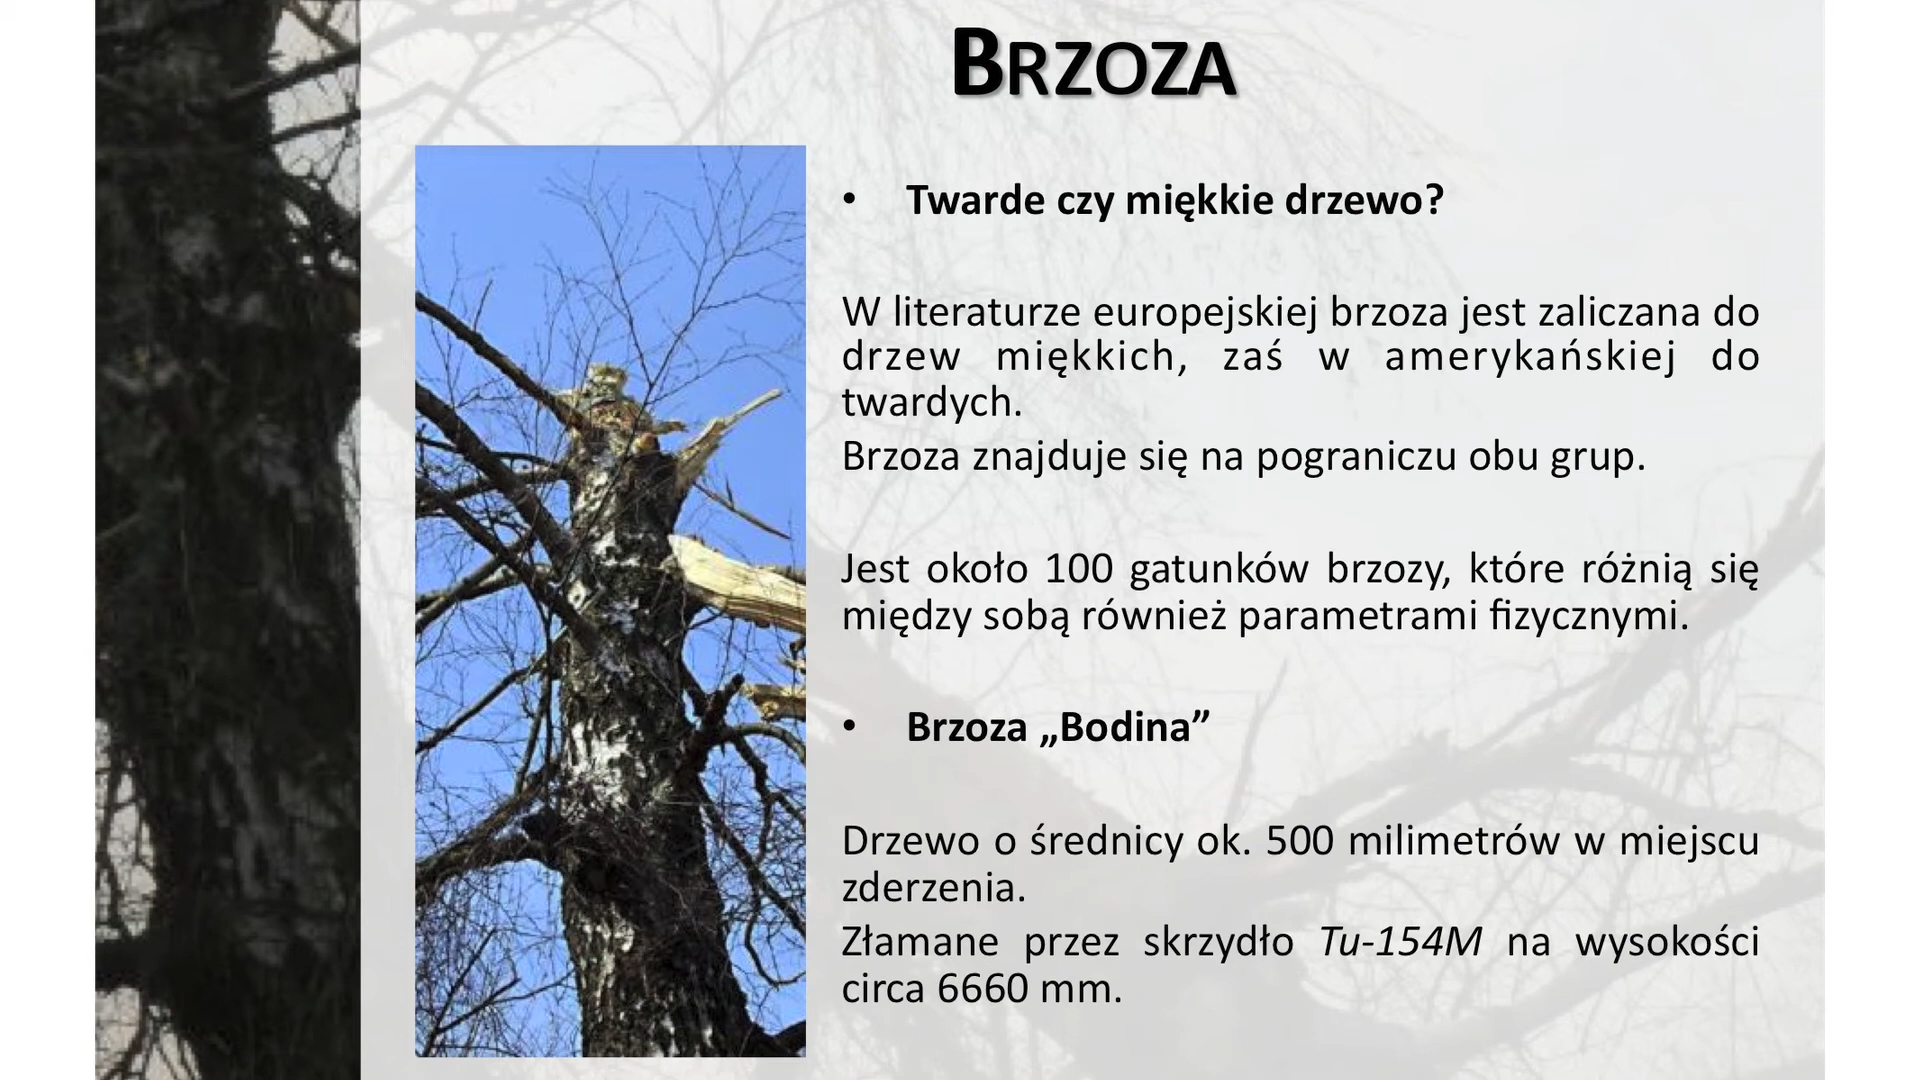 BRZOZA
• Twarde czy miękkie drzewo?
W literaturze europejskiej brzoza jest zaliczana do
drzew miękkich, zaś w amerykańskiej do
twardych.
Brzoza znajduje się na pograniczu obu grup.
Jest około 100 gatunków brzozy, które różnią się
między sobą również parametrami fizycznymi.
• Brzoza „Bodina”
Drzewo o średnicy ok. 500 milimetrów w miejscu
zderzenia.
Złamane przez skrzydło Tu-154M na wysokości
circa 6660 mm.